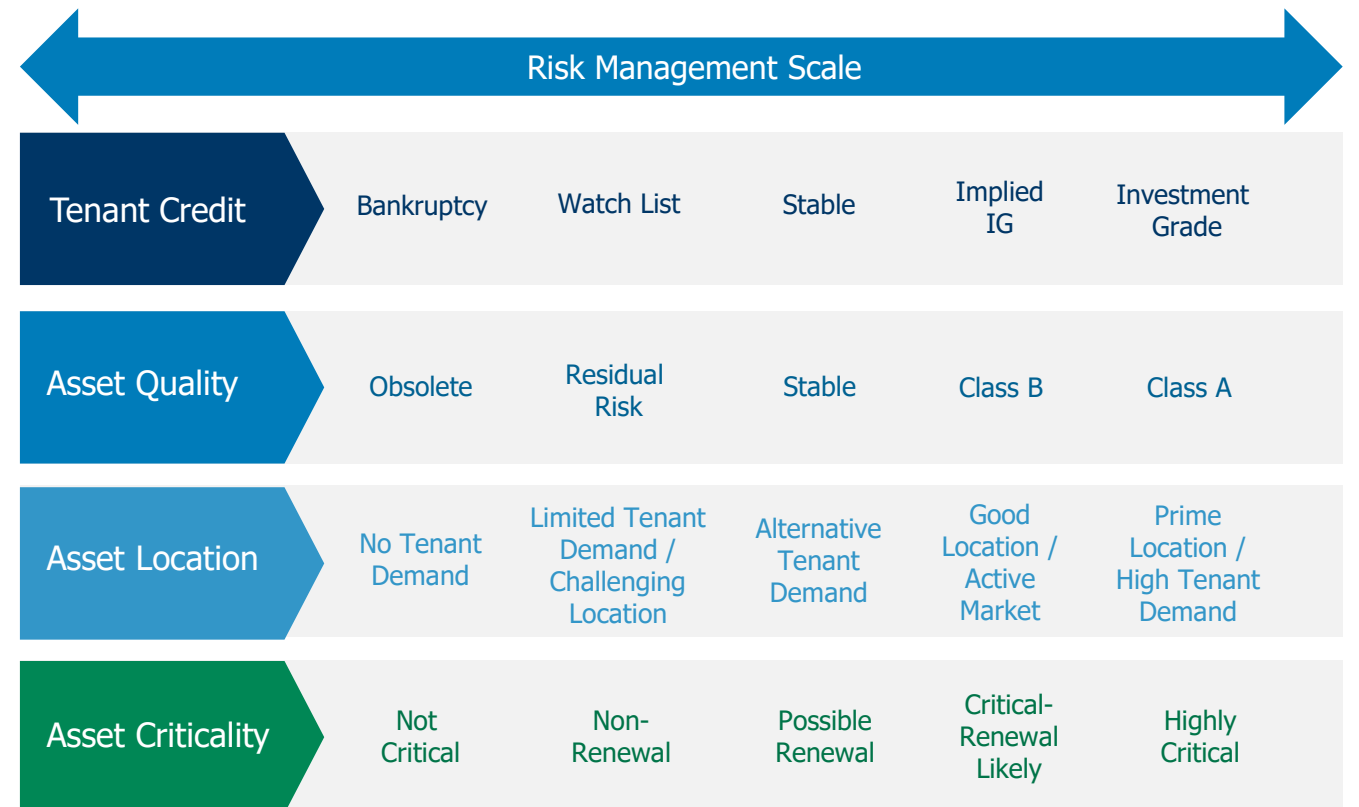 Risk Management Scale
Tenant Credit
Bankruptcy
Watch List
Stable
Implied
IG
Investment
Grade
Asset Quality
Obsolete
Residual
Risk
Stable
Class B
Class A
Asset Location
No Tenant
Demand
Limited Tenant
Demand /
Challenging
Location
Alternative
Tenant
Demand
Good
Location /
Active
Market
Prime
Location /
High Tenant
Demand
Asset Criticality
Not
Critical
Non-
Renewal
Possible
Renewal
Critical-
Renewal
Likely
Highly
Critical